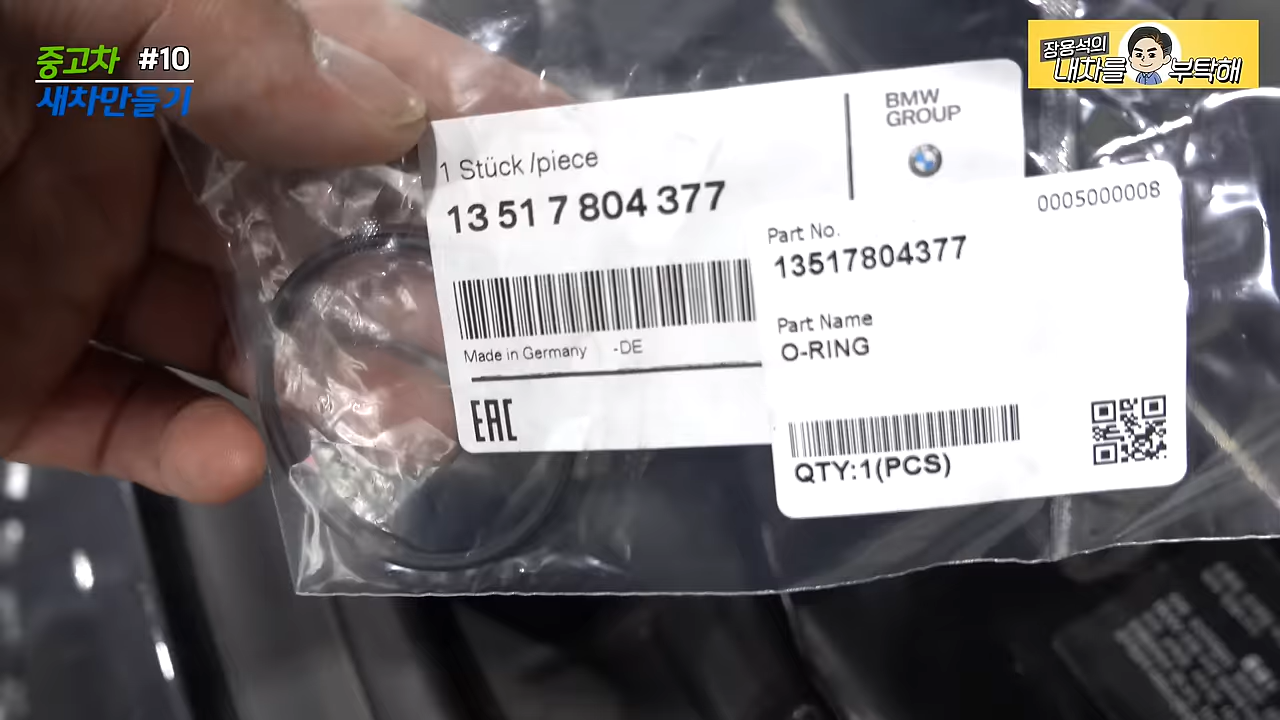 중고차 #10
새차만들기
장용석의
내차를 부탁해
BMW
GROUP
1 Stück /piece
13 51 7 804 377
Made in Germany -DE
EAC
0005000008
Part No.
13517804377
Part Name
O-RING
QTY:1(PCS)